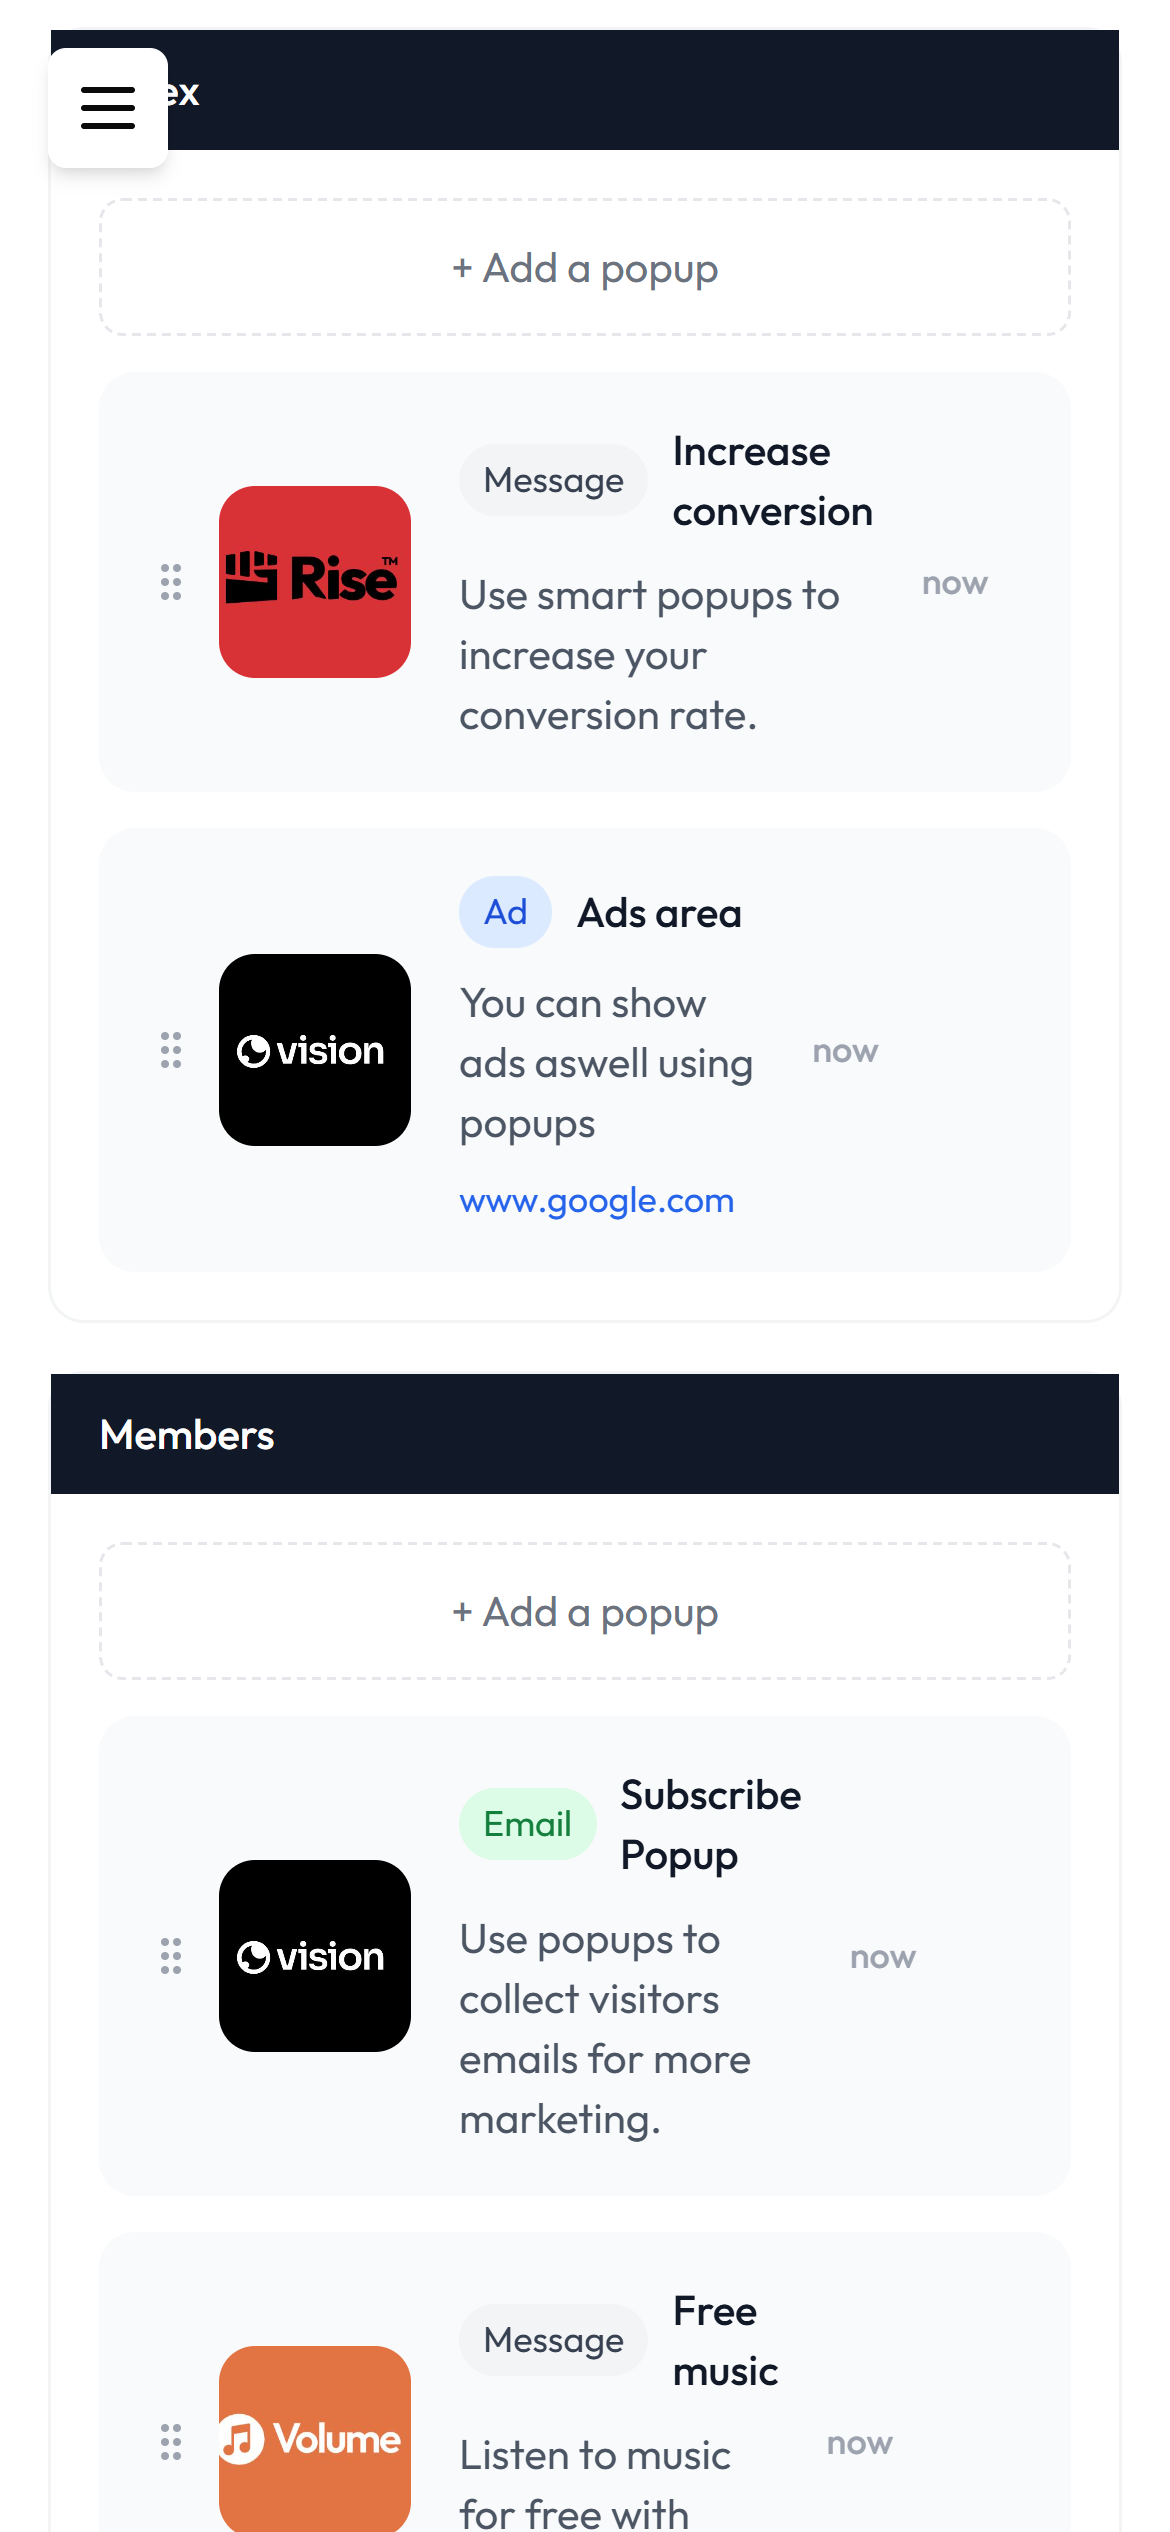 ex
+ Add a popup
Message
Increase
conversion
Rise™
Use smart popups to
increase your
conversion rate.
now
Ad
Ads area
vision
You can show
ads aswell using
popups
now
www.google.com
Members
+ Add a popup
Email
Subscribe
Popup
vision
Use popups to
collect visitors
emails for more
marketing.
now
Message
Free
music
Volume
Listen to music
for free with
now